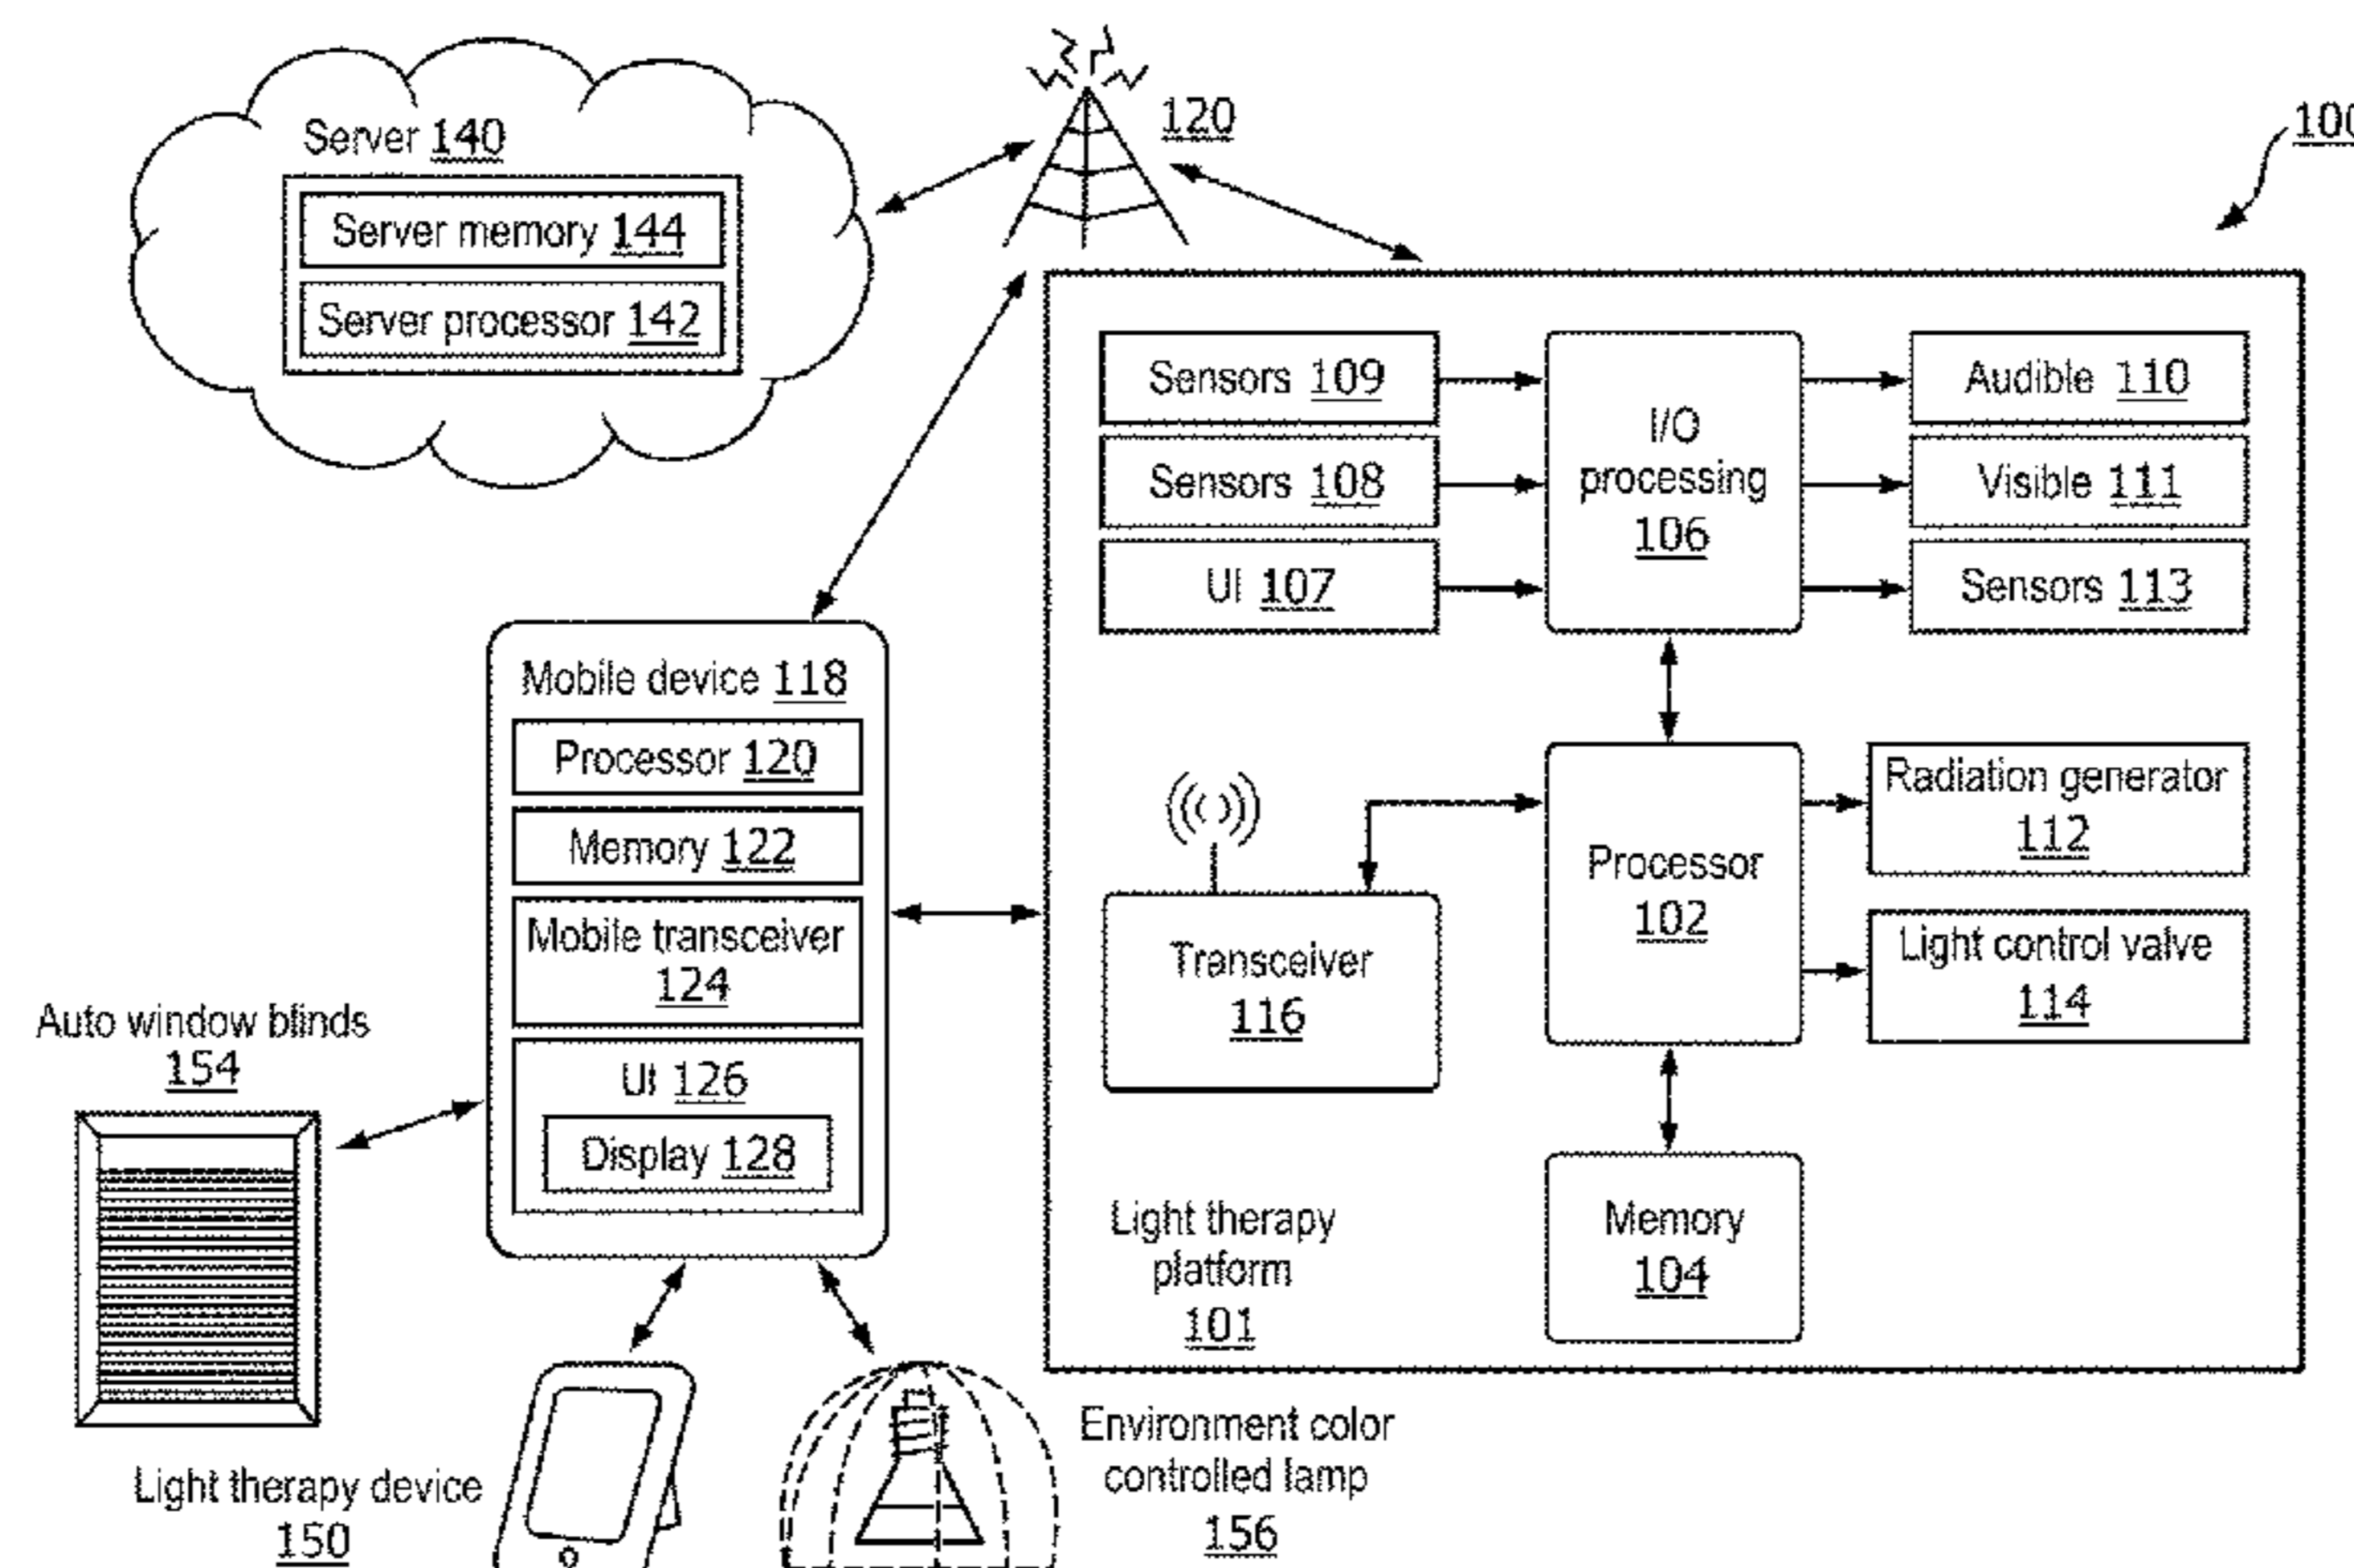 120
100
Server 140
Server memory 144
Server processor 142
Sensors 109
Sensors 108
UI 107
I/O
processing
106
Audible 110
Visible 111
Sensors 113
Mobile device 118
Processor 120
Memory 122
Mobile transceiver
124
UI 126
Display 128
Transceiver
116
Processor
102
Radiation generator
112
Light control valve
114
Memory
104
Light therapy
platform
101
Auto window blinds
154
Light therapy device
150
Environment color
controlled lamp
156